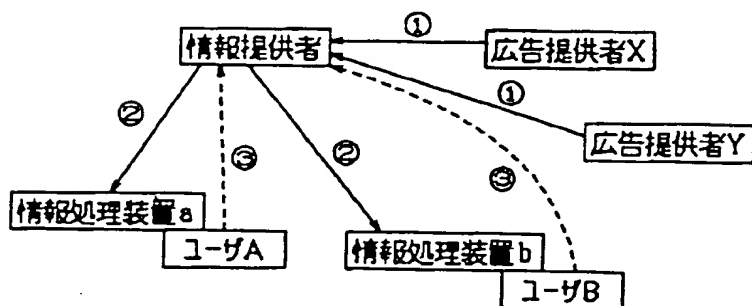 ①
情報提供者
広告提供者X
①
②
③
②
③
広告提供者Y
情報処理装置a
ユーザA
情報処理装置b
ユーザB